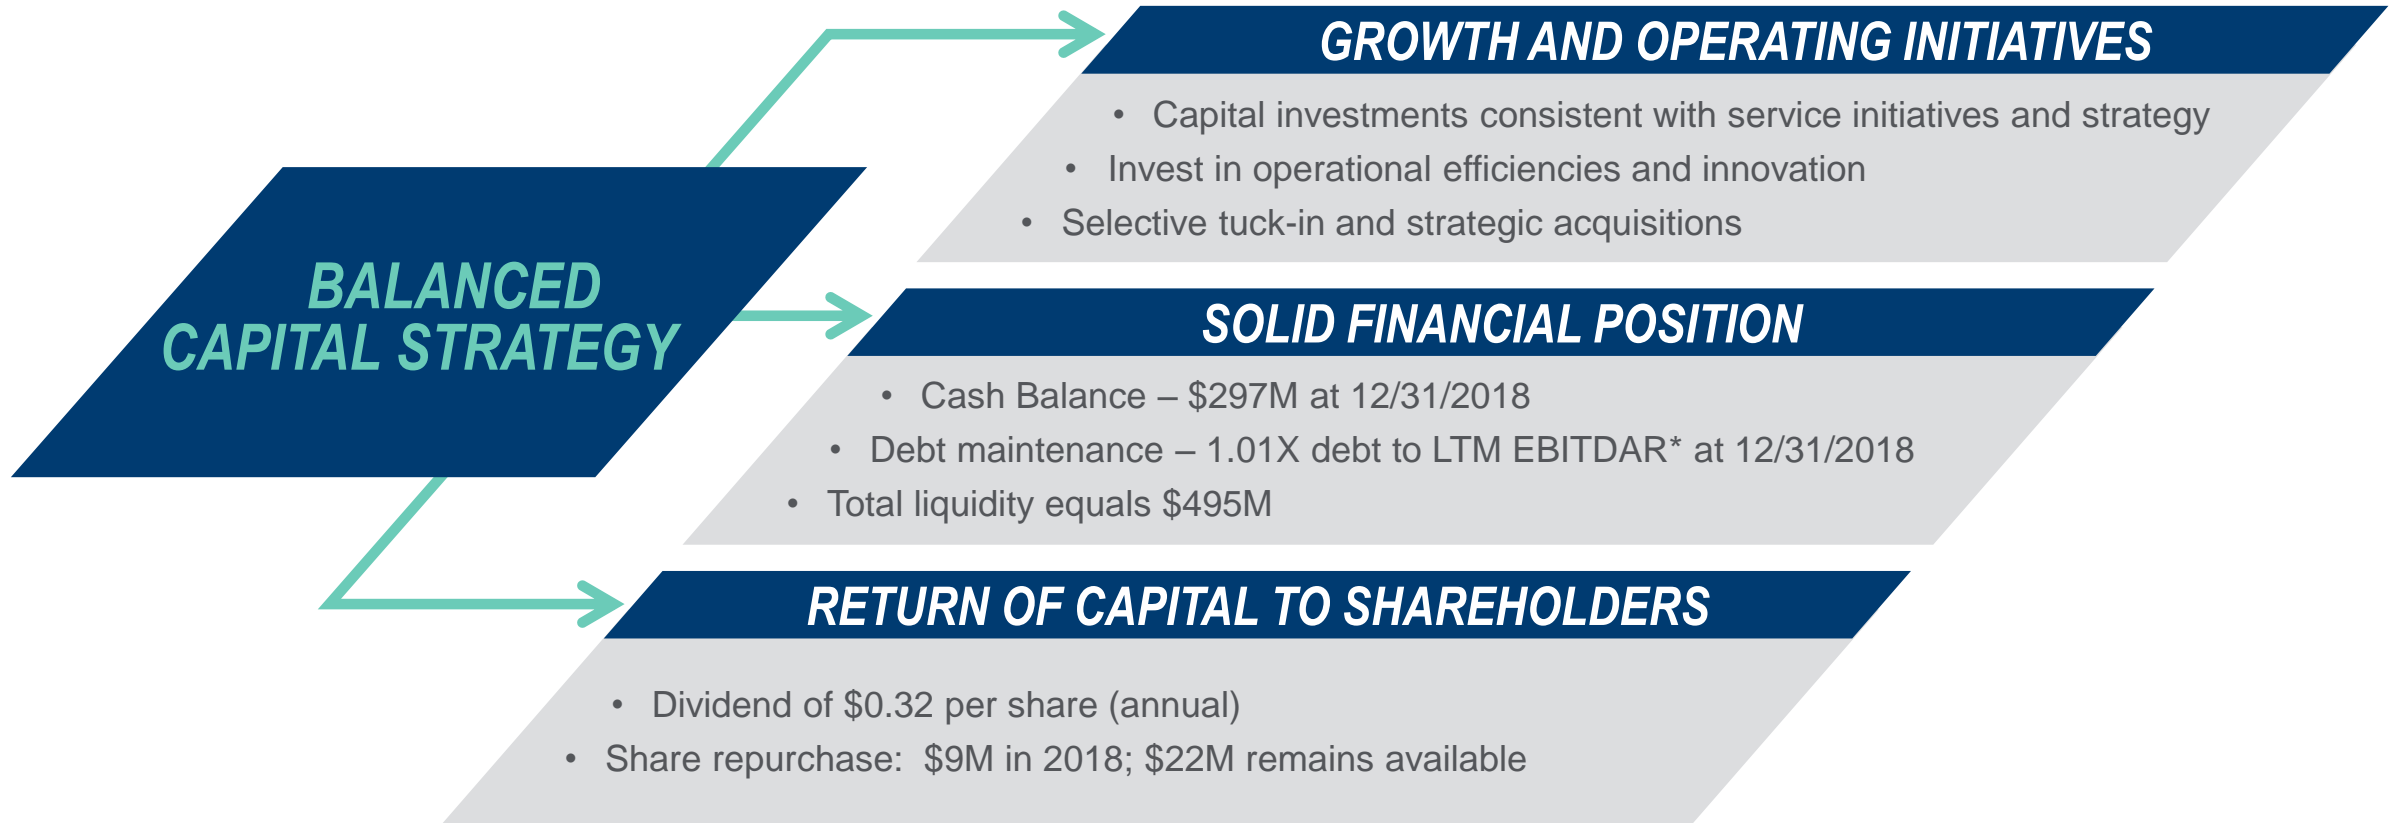 BALANCED
CAPITAL STRATEGY
GROWTH AND OPERATING INITIATIVES
• Capital investments consistent with service initiatives and strategy
• Invest in operational efficiencies and innovation
• Selective tuck-in and strategic acquisitions
SOLID FINANCIAL POSITION
• Cash Balance – $297M at 12/31/2018
• Debt maintenance – 1.01X debt to LTM EBITDAR* at 12/31/2018
• Total liquidity equals $495M
RETURN OF CAPITAL TO SHAREHOLDERS
• Dividend of $0.32 per share (annual)
• Share repurchase:  $9M in 2018; $22M remains available